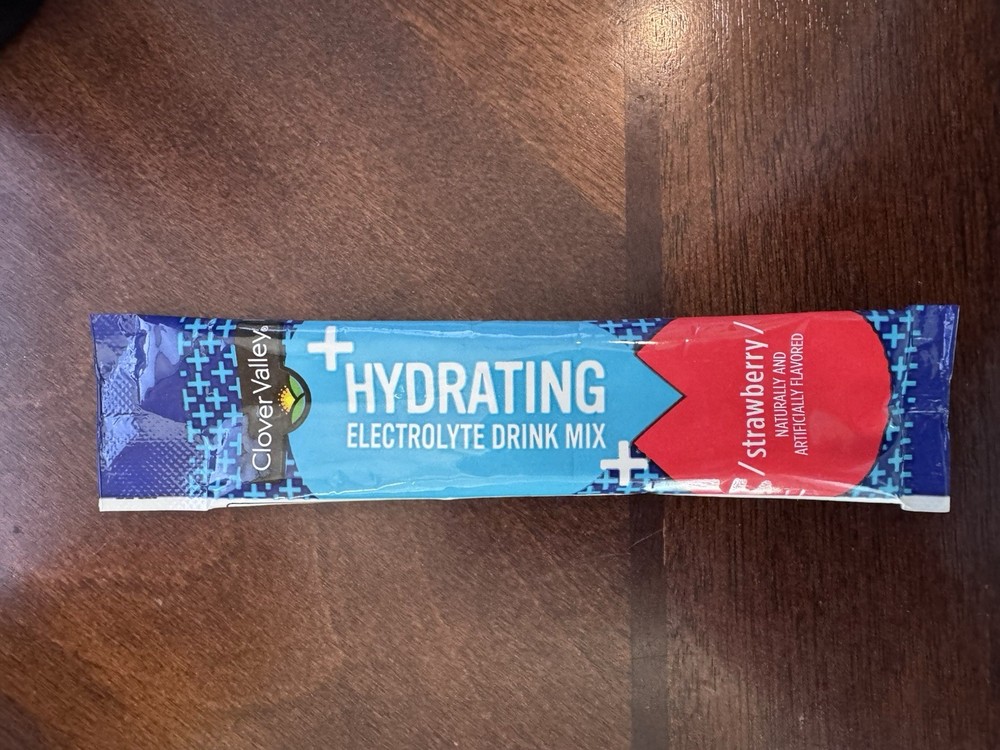 Clover Valley®
HYDRATING
ELECTROLYTE DRINK MIX
/ strawberry /
NATURALLY AND
ARTIFICIALLY FLAVORED